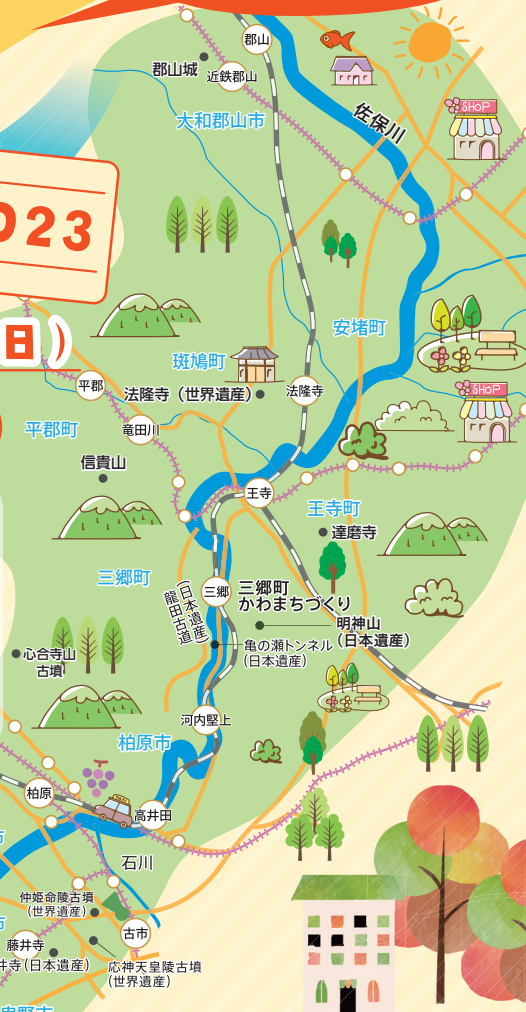 郡山
郡山城
近鉄郡山
大和郡山市
佐保川
SHOP
023
日)
安堵町
斑鳩町
平郡
法隆寺(世界遺産)
法隆寺
SHOP
平郡町
竜田川
信貴山
王寺
王寺町
達磨寺
三郷町
(日本遺産)
龍田古道
三郷
三郷町
かわまちづくり
明神山
(日本遺産)
亀の瀬トンネル
(日本遺産)
心合寺山
古墳
河内堅上
柏原市
柏原
高井田
市
石川
仲姫命陵古墳
(世界遺産)
市
古市
藤井寺
井寺(日本遺産)
応神天皇陵古墳
(世界遺産)